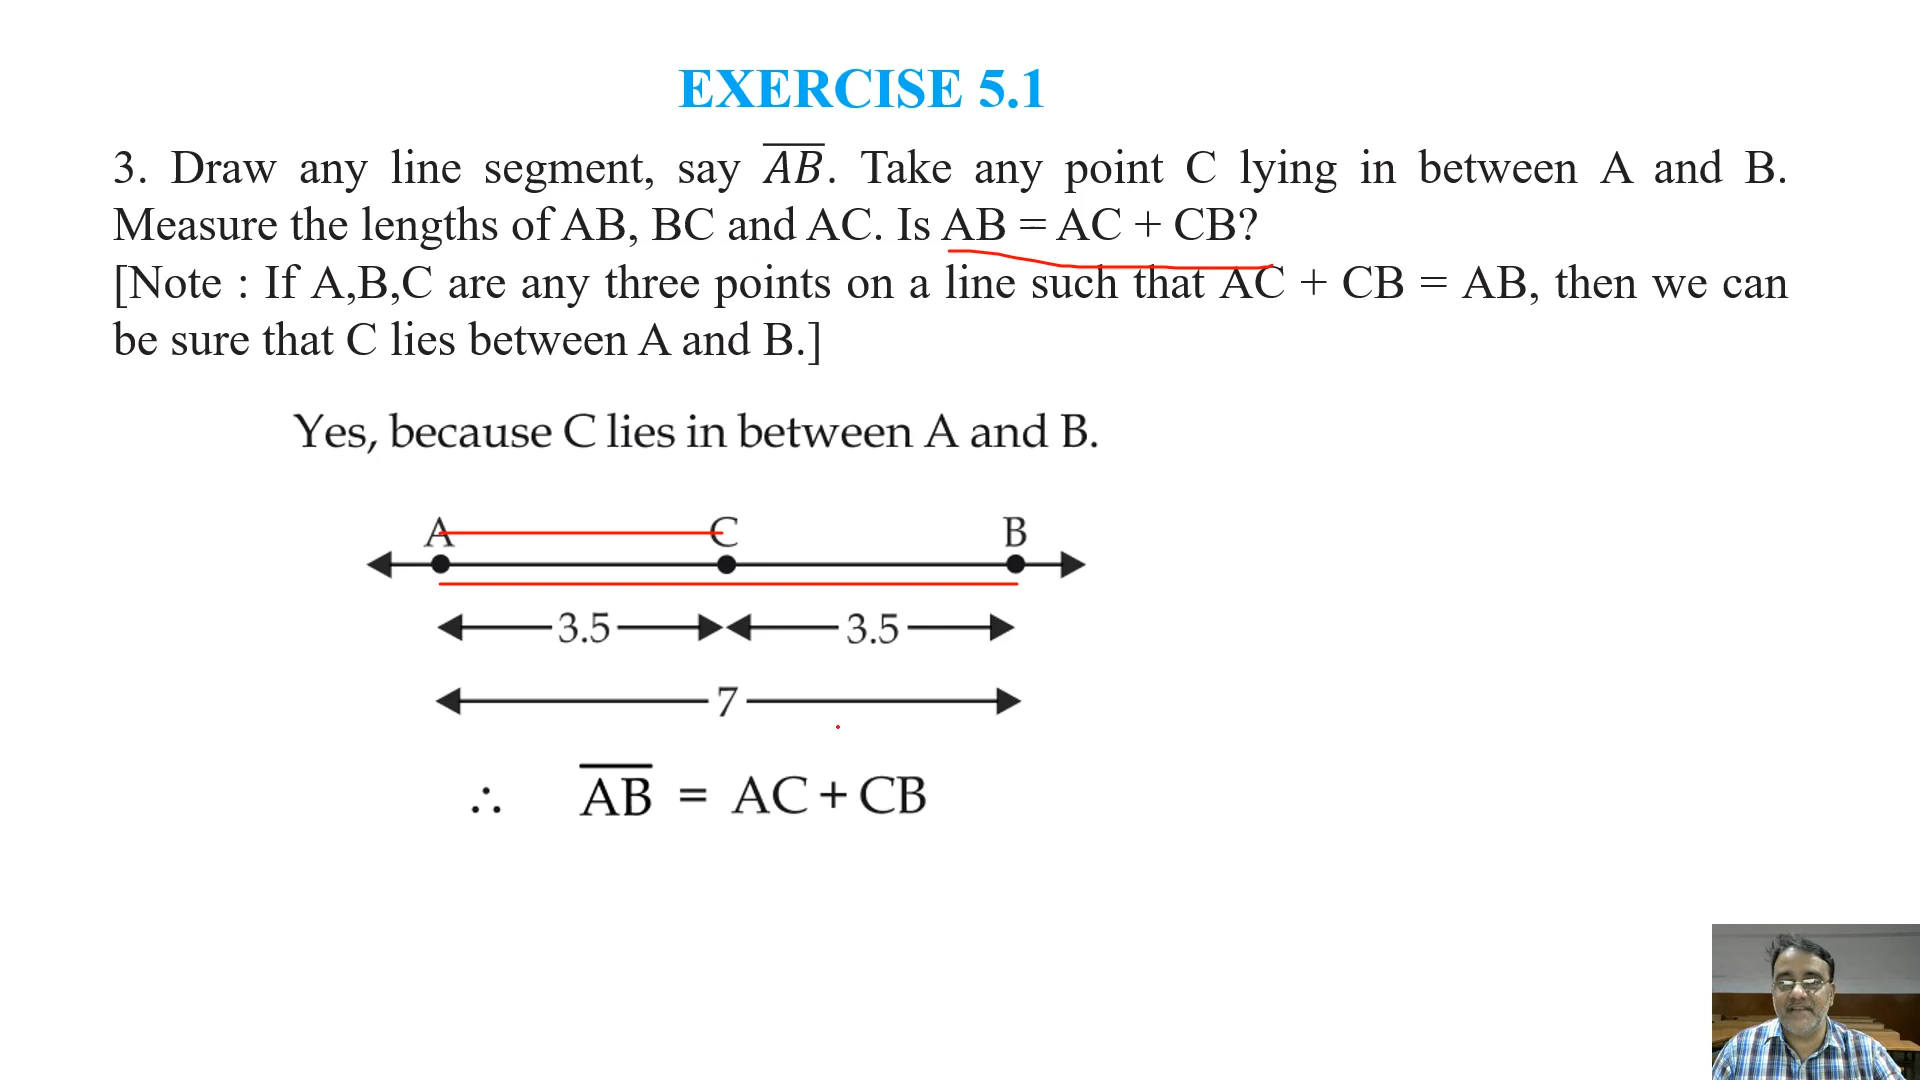 EXERCISE 5.1
3. Draw any line segment, say A̅B̅. Take any point C lying in between A and B.
Measure the lengths of AB, BC and AC. Is AB = AC + CB?
[Note : If A,B,C are any three points on a line such that AC + CB = AB, then we can
be sure that C lies between A and B.]
Yes, because C lies in between A and B.
A C B
3.5 3.5
7
∴ A̅B̅ = AC + CB